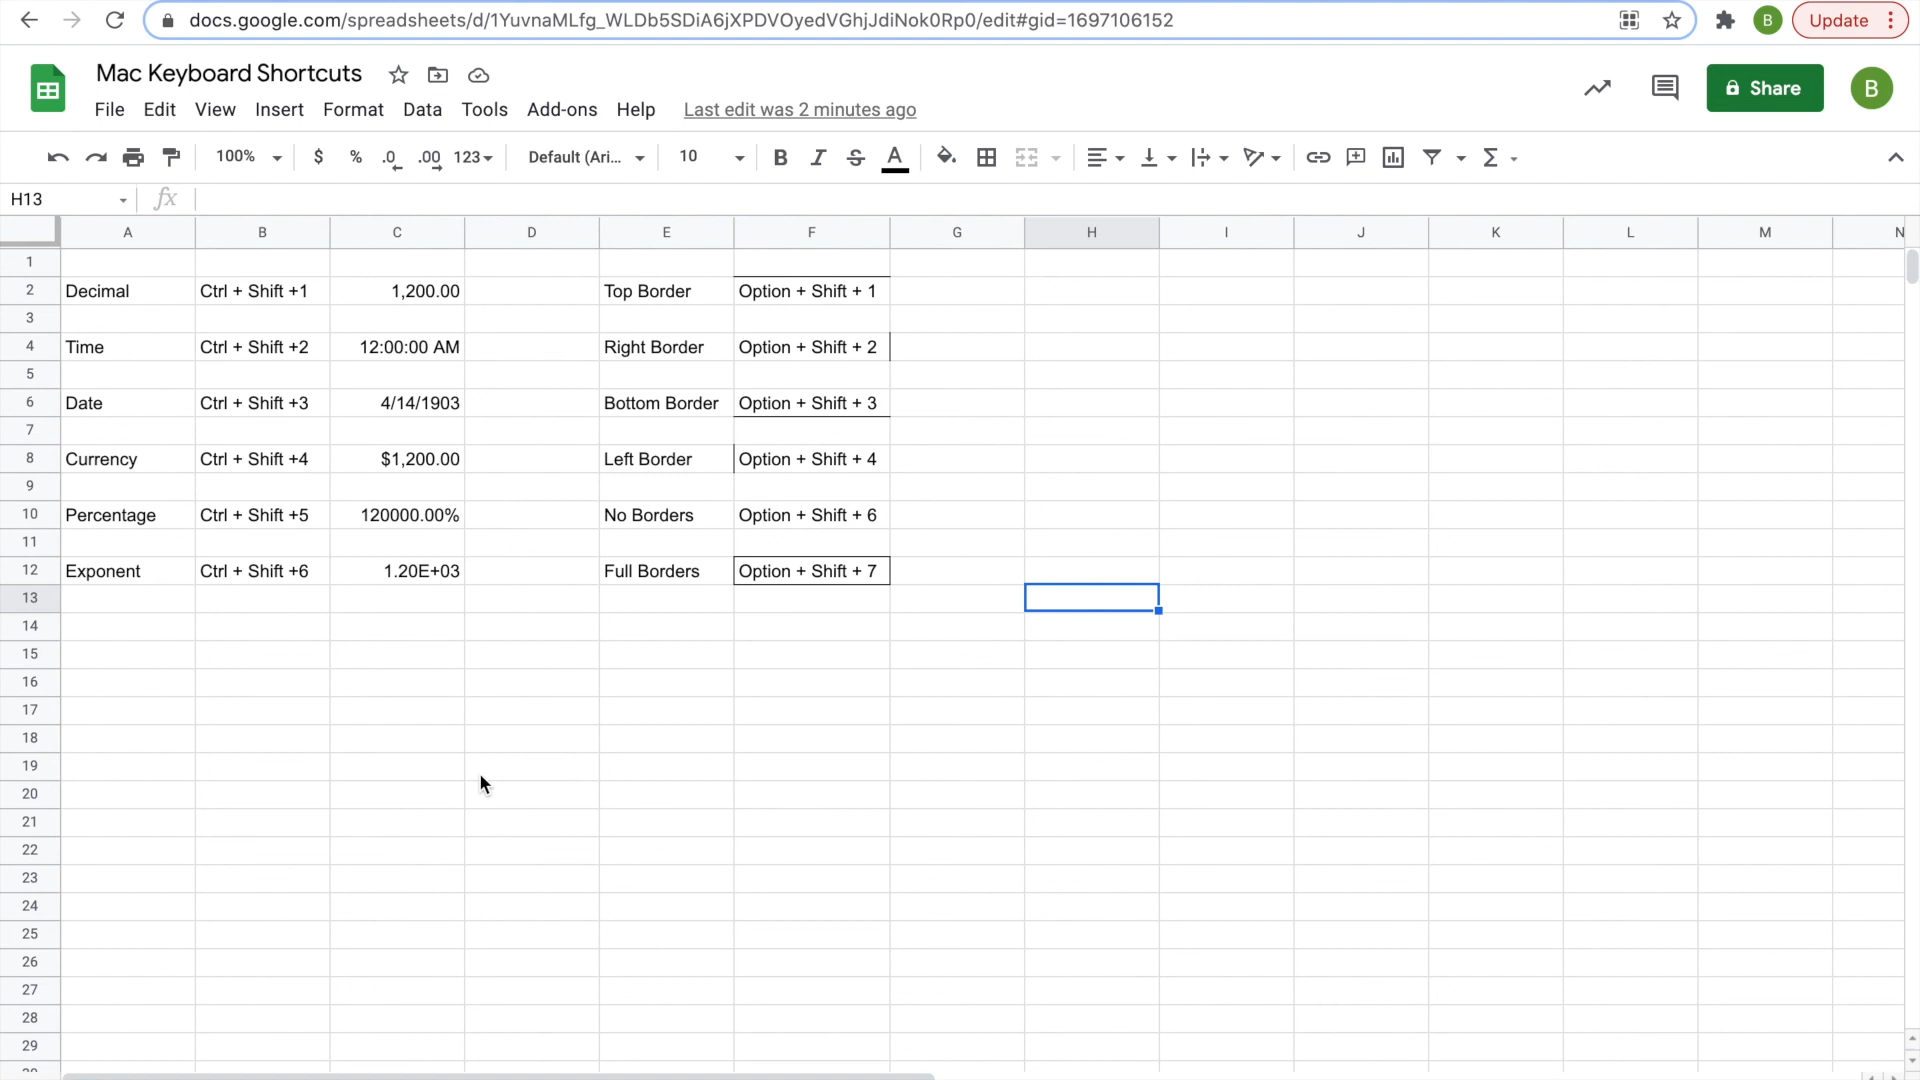 docs.google.com/spreadsheets/d/1YuvnaMLfg_WLDb5SDiA6jXPDVOyedVGhjJdiNok0Rp0/edit#gid=1697106152
B
Update
Mac Keyboard Shortcuts
File Edit View Insert Format Data Tools Add-ons Help Last edit was 2 minutes ago
Share
B
100% $ % .0 .00 123 Default (Ari... 10 B I S A Σ
H13 fx
A B C D E F G H I J K L M N
1
2 Decimal Ctrl + Shift +1 1,200.00 Top Border Option + Shift + 1
3
4 Time Ctrl + Shift +2 12:00:00 AM Right Border Option + Shift + 2
5
6 Date Ctrl + Shift +3 4/14/1903 Bottom Border Option + Shift + 3
7
8 Currency Ctrl + Shift +4 $1,200.00 Left Border Option + Shift + 4
9
10 Percentage Ctrl + Shift +5 120000.00% No Borders Option + Shift + 6
11
12 Exponent Ctrl + Shift +6 1.20E+03 Full Borders Option + Shift + 7
13
14
15
16
17
18
19
20
21
22
23
24
25
26
27
28
29